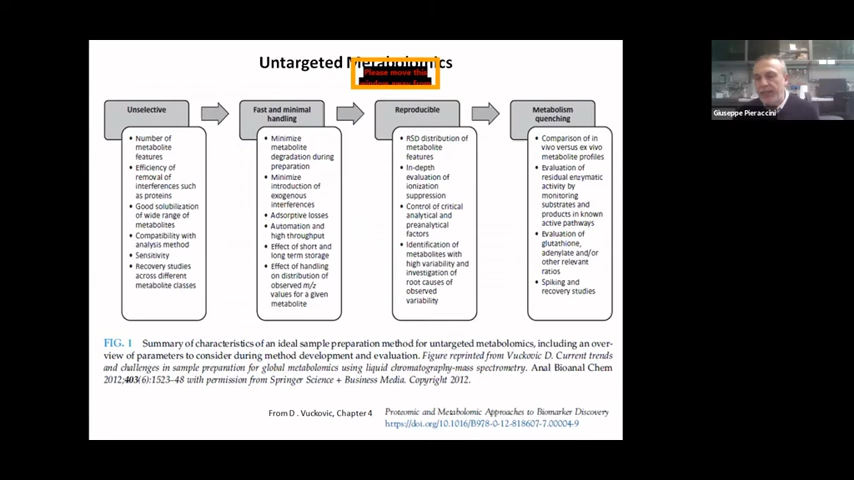 Untargeted Metabolomics
Please move this
window away from
Unselective
Number of
metabolite
features
Efficiency of
removal of
interferences such
as proteins
Good solubilization
of wide range of
metabolites
Compatibility with
analysis method
Sensitivity
Recovery studies
across different
metabolite classes
Fast and minimal
handling
Minimize
metabolite
degradation during
preparation
Minimize
introduction of
exogenous
interferences
Adsorptive losses
Automation and
high throughput
Effect of short and
long term storage
Effect of handling
on distribution of
observed m/z
values for a given
metabolite
Reproducible
RSD distribution of
metabolite
features
In-depth
evaluation of
ionization
suppression
Control of critical
analytical and
preanalytical
factors
Identification of
metabolites with
high variability and
investigation of
root causes of
observed
variability
Metabolism
quenching
Comparison of in
vivo versus ex vivo
metabolite profiles
Evaluation of
residual enzymatic
activity by
monitoring
substrates and
products in known
active pathways
Evaluation of
glutathione,
adenylate and/or
other relevant
ratios
Spiking and
recovery studies
FIG. 1 Summary of characteristics of an ideal sample preparation method for untargeted metabolomics, including an over-
view of parameters to consider during method development and evaluation. Figure reprinted from Vuckovic D. Current trends
and challenges in sample preparation for global metabolomics using liquid chromatography-mass spectrometry. Anal Bioanal Chem
2012;403(6):1523–48 with permission from Springer Science + Business Media. Copyright 2012.
From D . Vuckovic, Chapter 4
Proteomic and Metabolomic Approaches to Biomarker Discovery
https://doi.org/10.1016/B978-0-12-818607-7.00004-9
Giuseppe Pieraccini